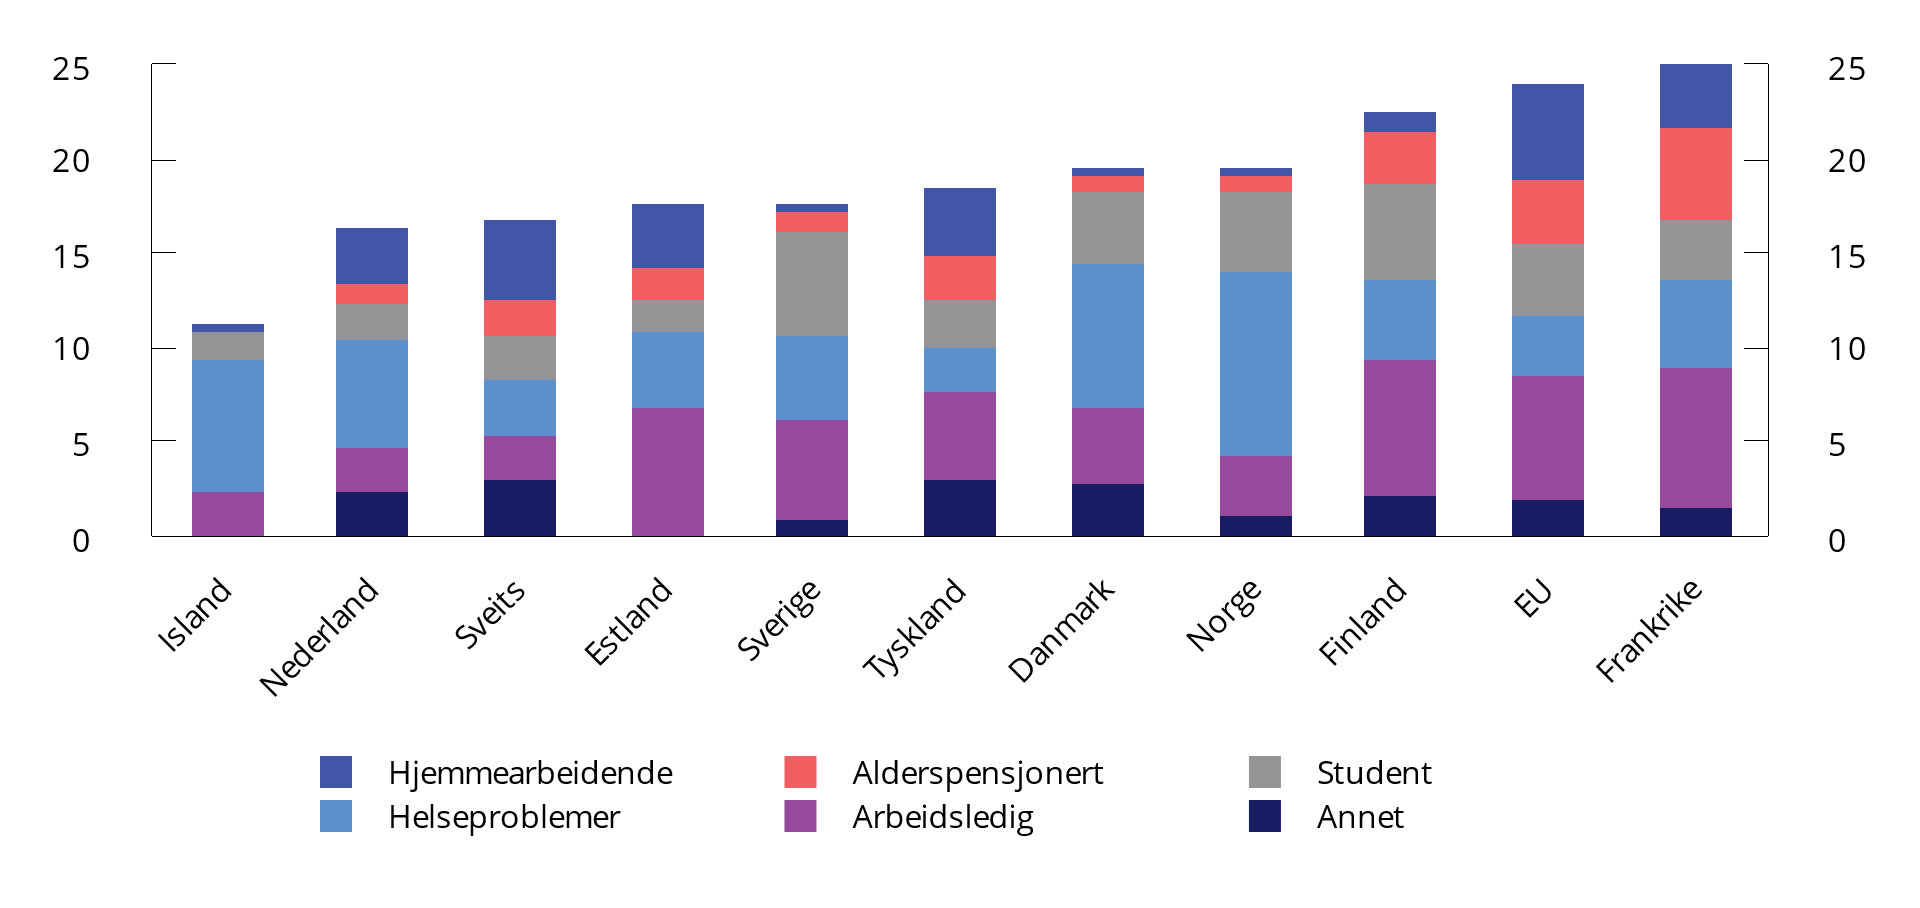 25 25
20 20
15 15
10 10
5 5
0 0
Island Nederland Sveits Estland Sverige Tyskland Danmark Norge Finland EU Frankrike
Hjemmearbeidende Alderspensjonert Student
Helseproblemer Arbeidsledig Annet